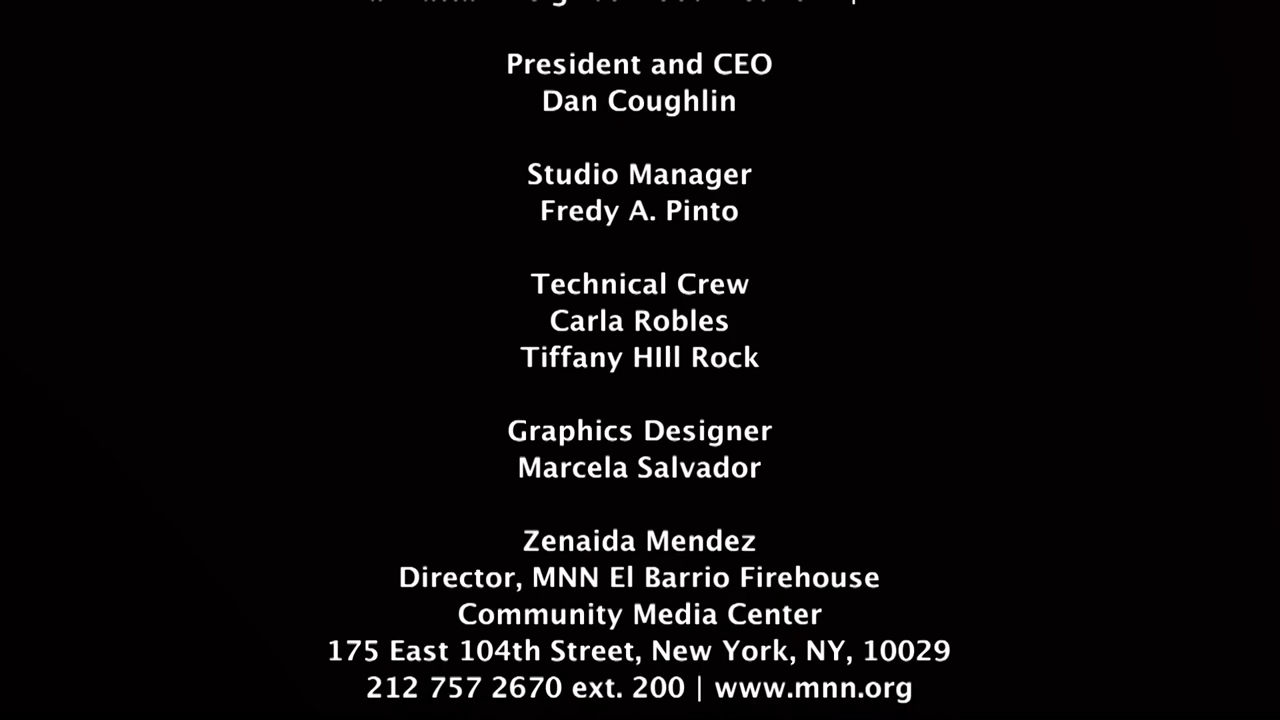 President and CEO
Dan Coughlin
Studio Manager
Fredy A. Pinto
Technical Crew
Carla Robles
Tiffany HIll Rock
Graphics Designer
Marcela Salvador
Zenaida Mendez
Director, MNN El Barrio Firehouse
Community Media Center
175 East 104th Street, New York, NY, 10029
212 757 2670 ext. 200 | www.mnn.org